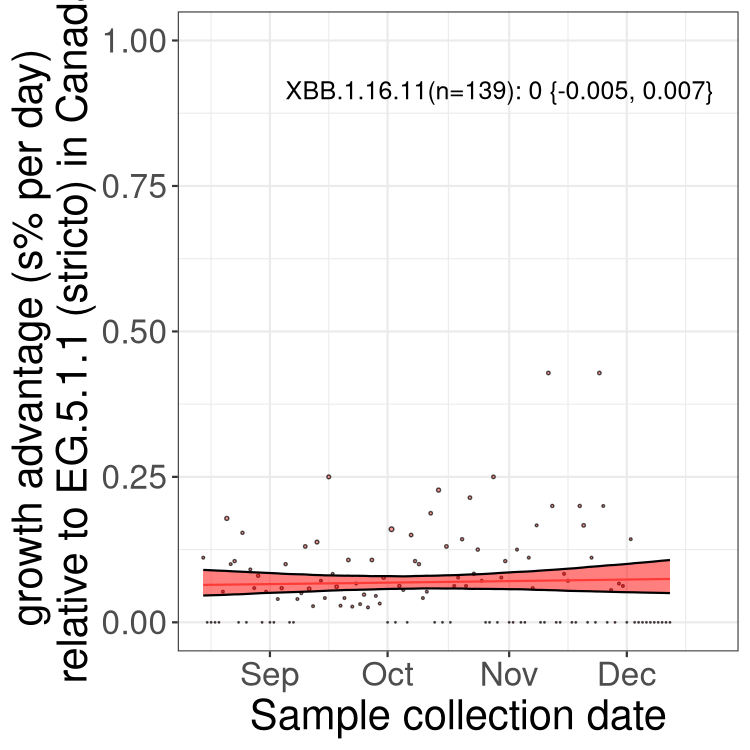 growth advantage (s% per day)
relative to EG.5.1.1 (stricto) in Canada
1.00
0.75
0.50
0.25
0.00
XBB.1.16.11(n=139): 0 {-0.005, 0.007}
Sep Oct Nov Dec
Sample collection date